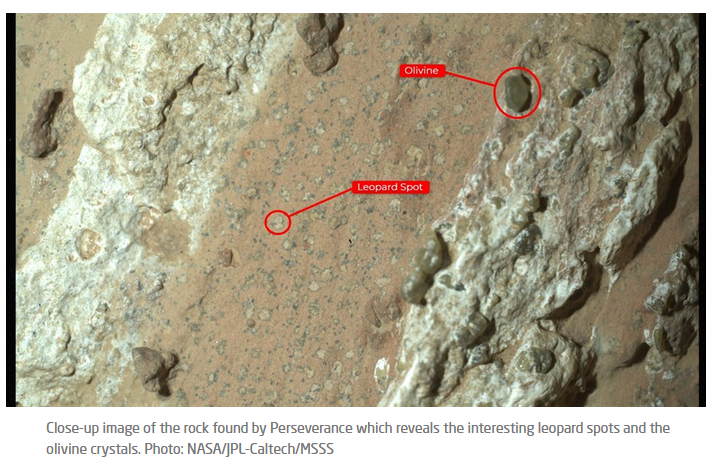 Olivine
Leopard Spot
Close-up image of the rock found by Perseverance which reveals the interesting leopard spots and the
olivine crystals. Photo: NASA/JPL-Caltech/MSSS